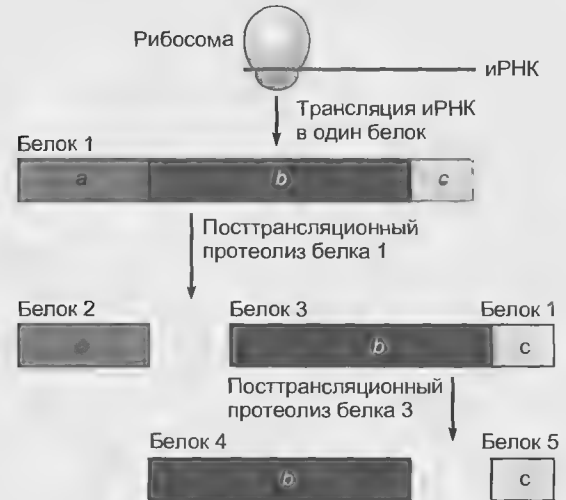 Рибосома
иРНК
Трансляция иРНК
в один белок
Белок 1
a b c
Посттрансляционный
протеолиз белка 1
Белок 2 Белок 3 Белок 1
b c
Посттрансляционный
протеолиз белка 3
Белок 4 Белок 5
b c